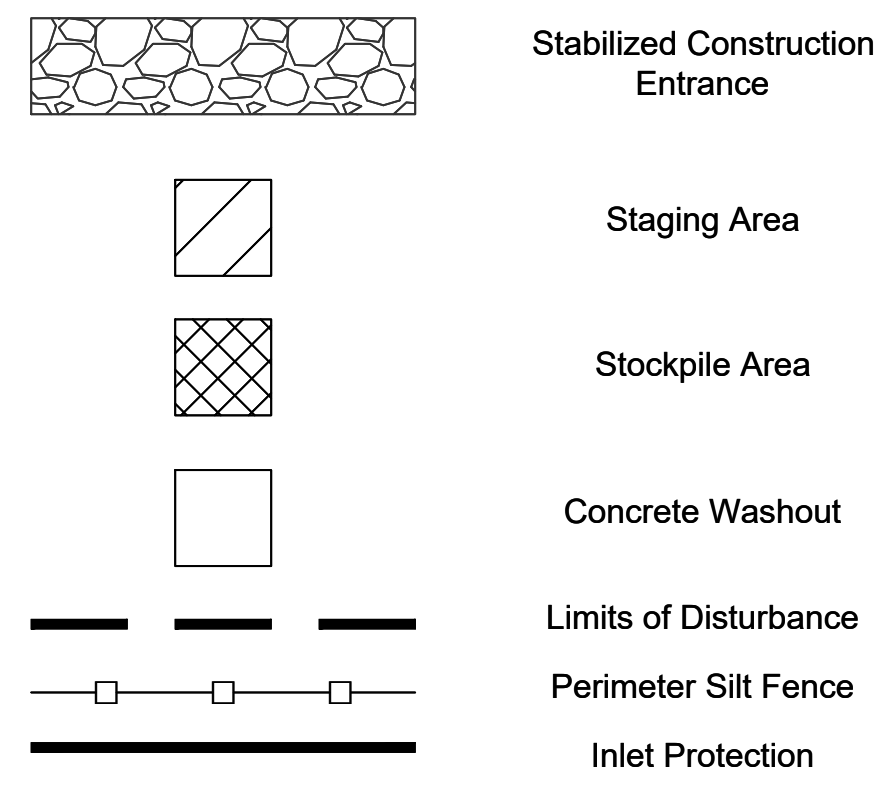 Stabilized Construction
Entrance
Staging Area
Stockpile Area
Concrete Washout
Limits of Disturbance
Perimeter Silt Fence
Inlet Protection